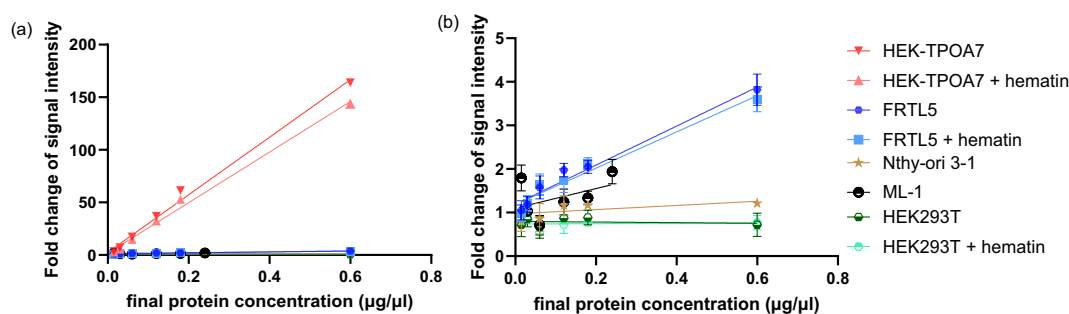 (a)
Fold change of signal intensity
200
150
100
50
0
0.0 0.2 0.4 0.6 0.8
final protein concentration (µg/µl)
(b)
Fold change of signal intensity
5
4
3
2
1
0
0.0 0.2 0.4 0.6 0.8
final protein concentration (µg/µl)
HEK-TPOA7
HEK-TPOA7 + hematin
FRTL5
FRTL5 + hematin
Nthy-ori 3-1
ML-1
HEK293T
HEK293T + hematin